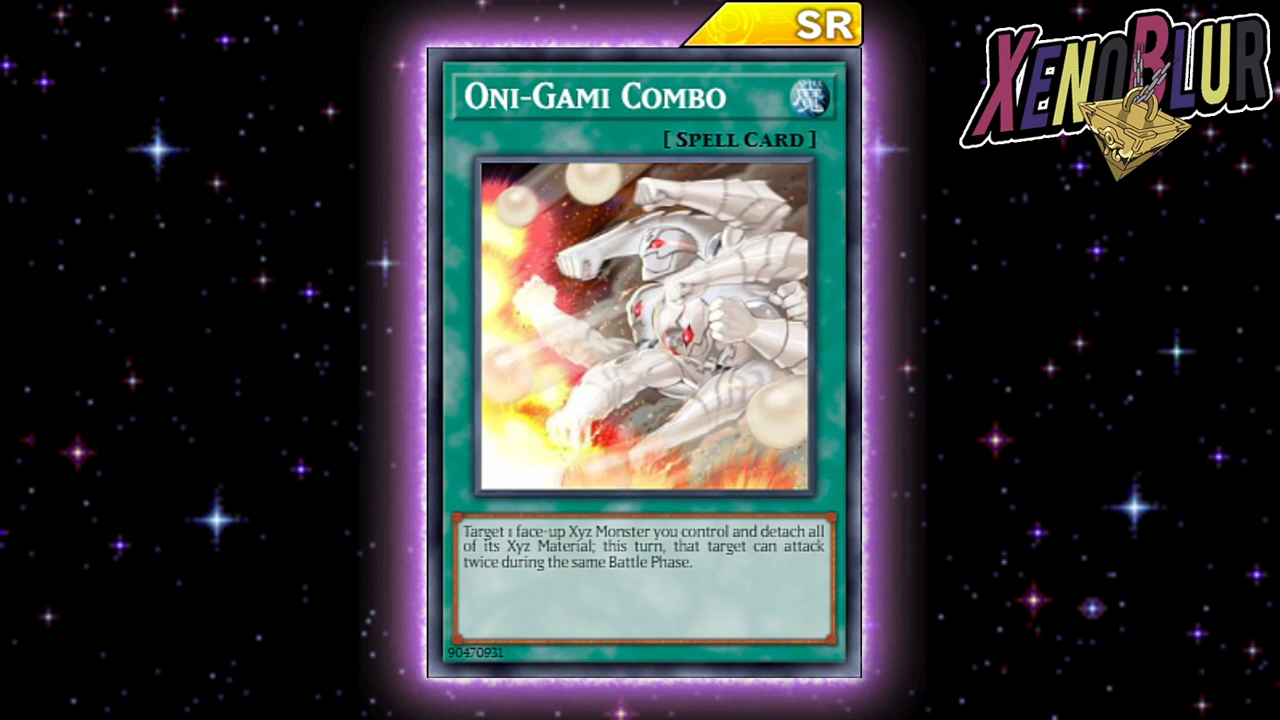 SR
XENOBLUR
ONI-GAMI COMBO
[ SPELL CARD ]
Target 1 face-up Xyz Monster you control and detach all
of its Xyz Material; this turn, that target can attack
twice during the same Battle Phase.
90470931